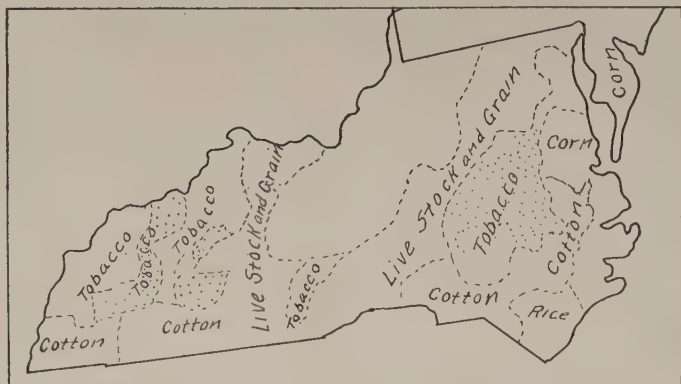 Corn
Live Stock and Grain
Corn
Tobacco
Tobacco
Tobacco
Tobacco
Live Stock and Grain
Tobacco
Cotton
Cotton
Rice
Cotton
Cotton